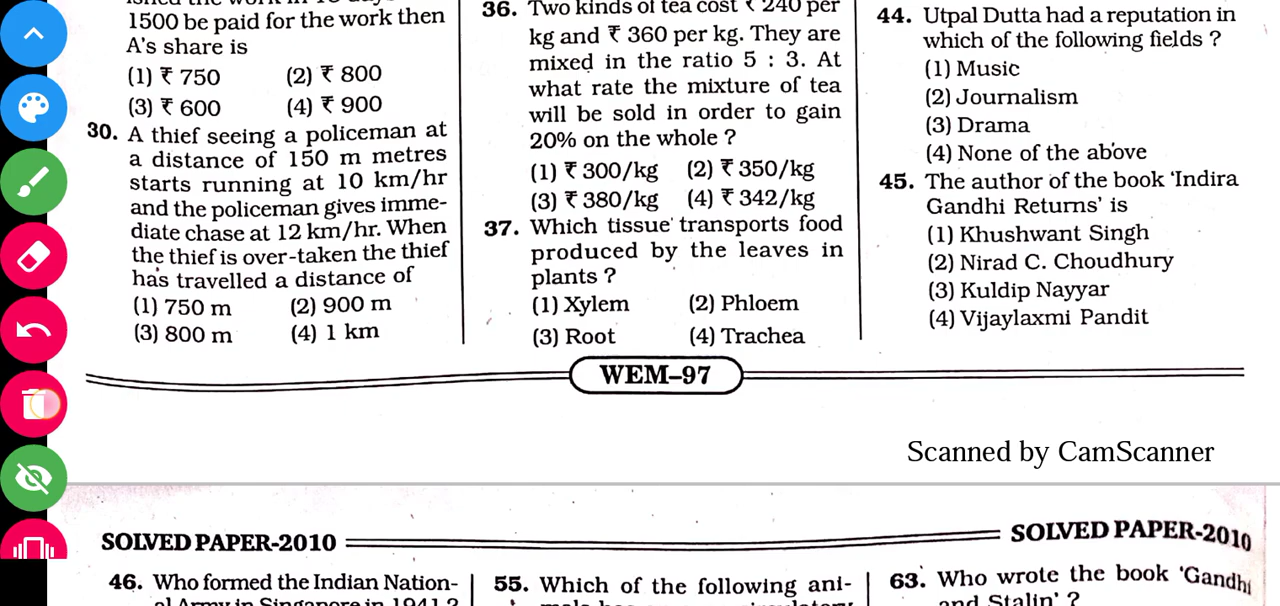 1500 be paid for the work then
A's share is
(1) ₹ 750 (2) ₹ 800
(3) ₹ 600 (4) ₹ 900
30. A thief seeing a policeman at
a distance of 150 m metres
starts running at 10 km/hr
and the policeman gives imme-
diate chase at 12 km/hr. When
the thief is over-taken the thief
has travelled a distance of
(1) 750 m (2) 900 m
(3) 800 m (4) 1 km
36. Two kinds of tea cost ₹ 240 per
kg and ₹ 360 per kg. They are
mixed in the ratio 5 : 3. At
what rate the mixture of tea
will be sold in order to gain
20% on the whole ?
(1) ₹ 300/kg (2) ₹ 350/kg
(3) ₹ 380/kg (4) ₹ 342/kg
37. Which tissue transports food
produced by the leaves in
plants ?
(1) Xylem (2) Phloem
(3) Root (4) Trachea
44. Utpal Dutta had a reputation in
which of the following fields ?
(1) Music
(2) Journalism
(3) Drama
(4) None of the above
45. The author of the book 'Indira
Gandhi Returns' is
(1) Khushwant Singh
(2) Nirad C. Choudhury
(3) Kuldip Nayyar
(4) Vijaylaxmi Pandit
WEM–97
Scanned by CamScanner
SOLVED PAPER-2010
SOLVED PAPER-2010
46. Who formed the Indian Nation-
al Army in Singapore in 1941 ?
55. Which of the following ani-
63. Who wrote the book 'Gandhi
and Stalin' ?